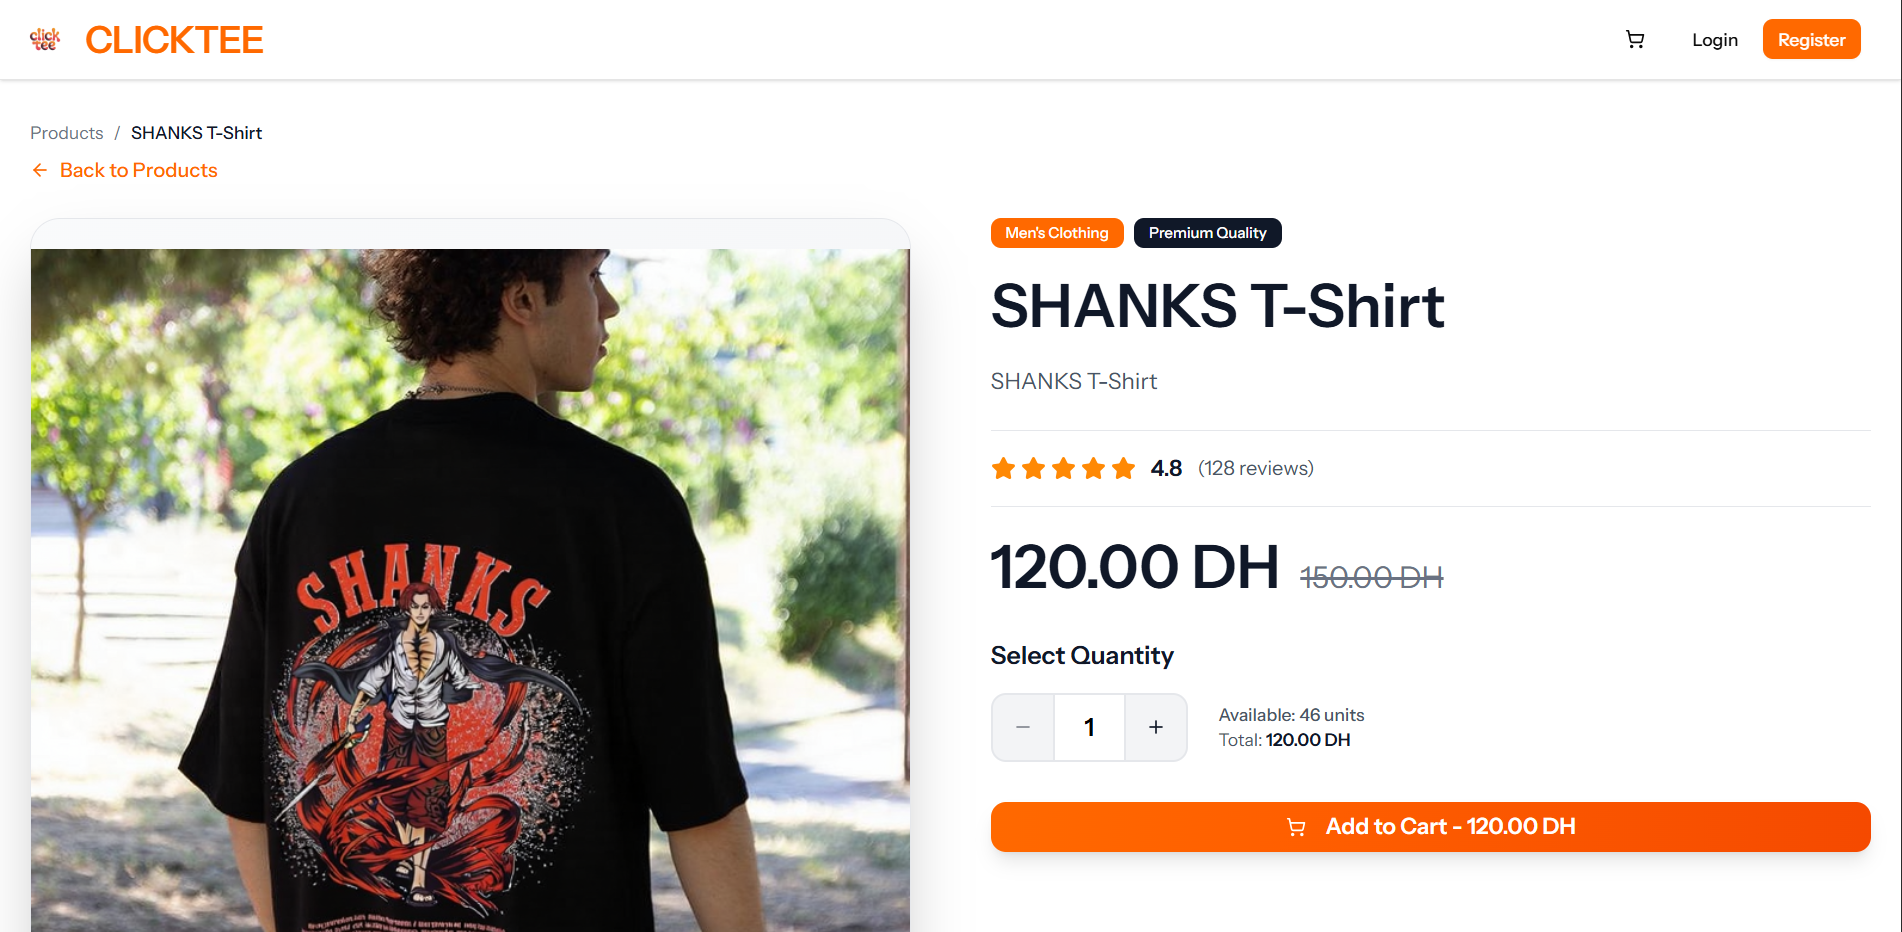 click
tee
CLICKTEE
Login
Register
Products / SHANKS T-Shirt
Back to Products
Men's Clothing
Premium Quality
SHANKS T-Shirt
SHANKS T-Shirt
4.8 (128 reviews)
120.00 DH 150.00 DH
Select Quantity
− 1 +
Available: 46 units
Total: 120.00 DH
Add to Cart - 120.00 DH
SHANKS